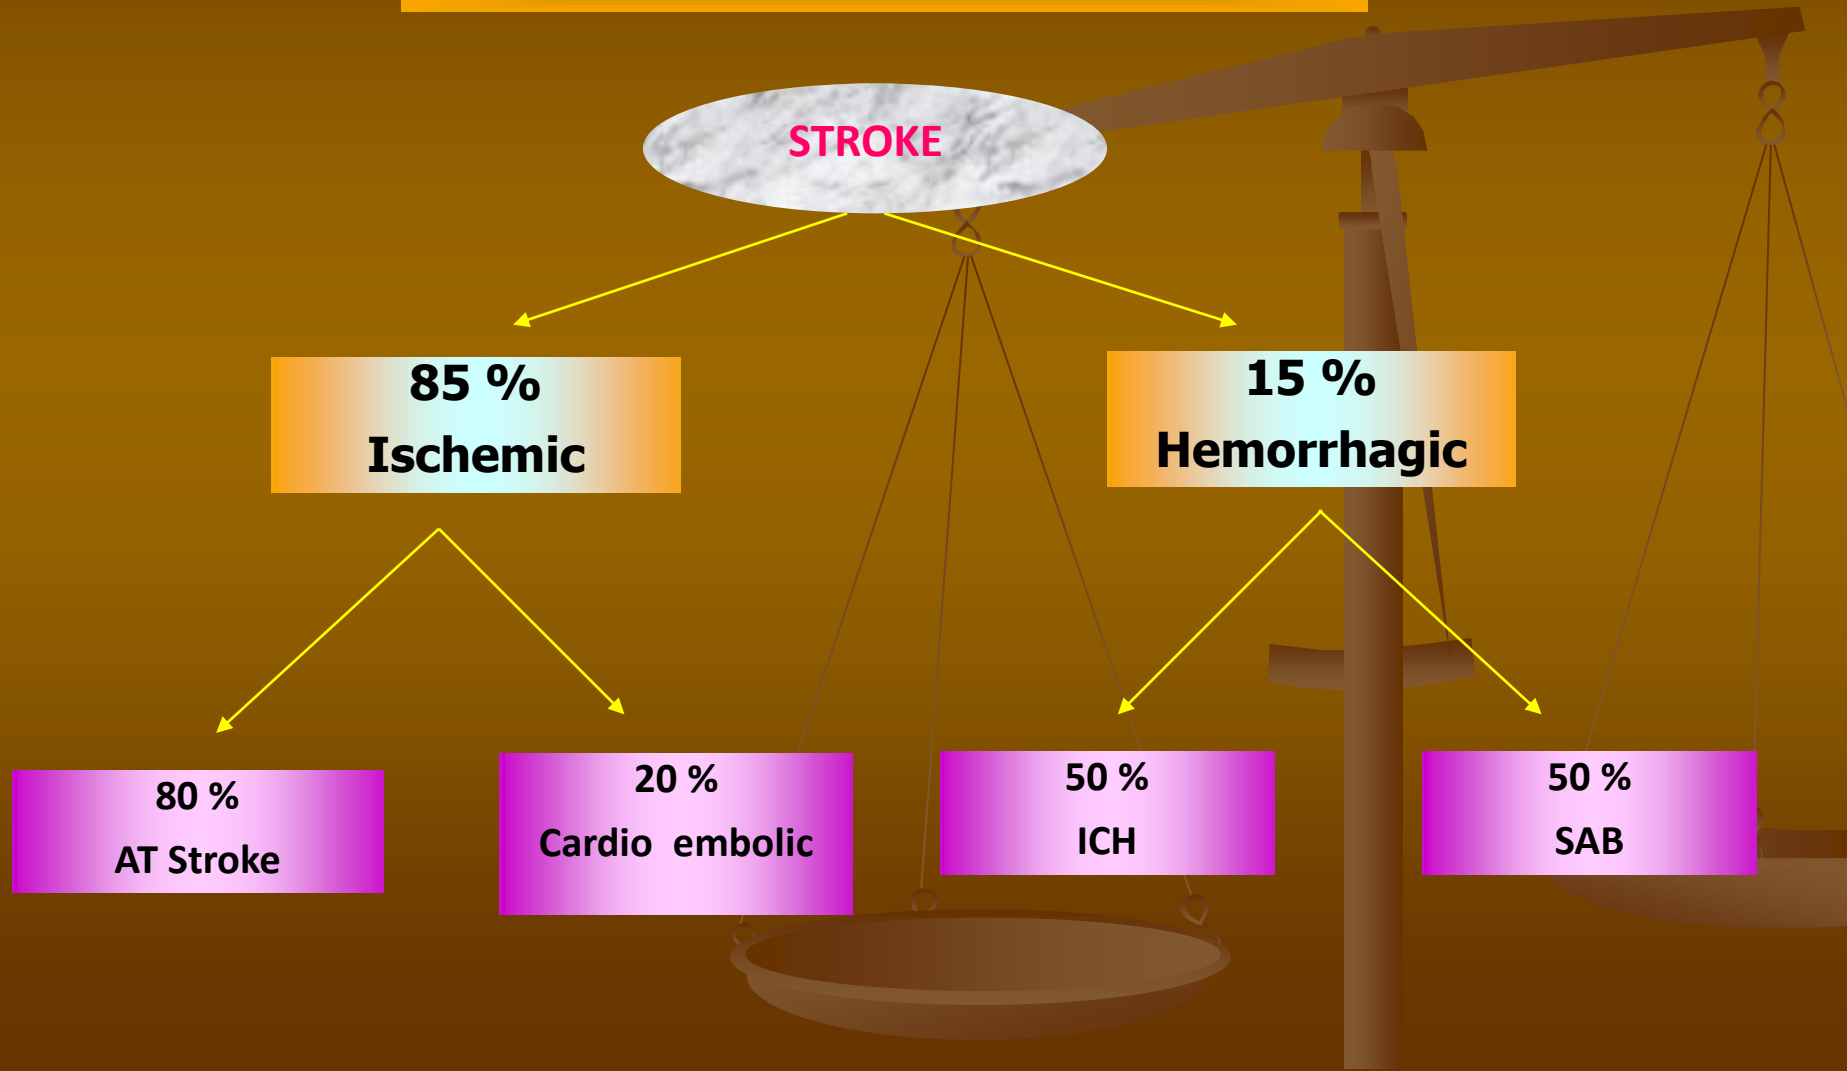 STROKE
85 %
Ischemic
15 %
Hemorrhagic
80 %
AT Stroke
20 %
Cardio embolic
50 %
ICH
50 %
SAB